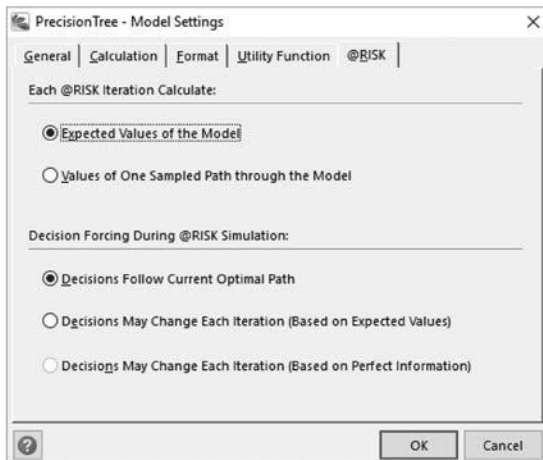 PrecisionTree - Model Settings
General Calculation Format Utility Function @RISK
Each @RISK Iteration Calculate:
Expected Values of the Model
Values of One Sampled Path through the Model
Decision Forcing During @RISK Simulation:
Decisions Follow Current Optimal Path
Decisions May Change Each Iteration (Based on Expected Values)
Decisions May Change Each Iteration (Based on Perfect Information)
? OK Cancel